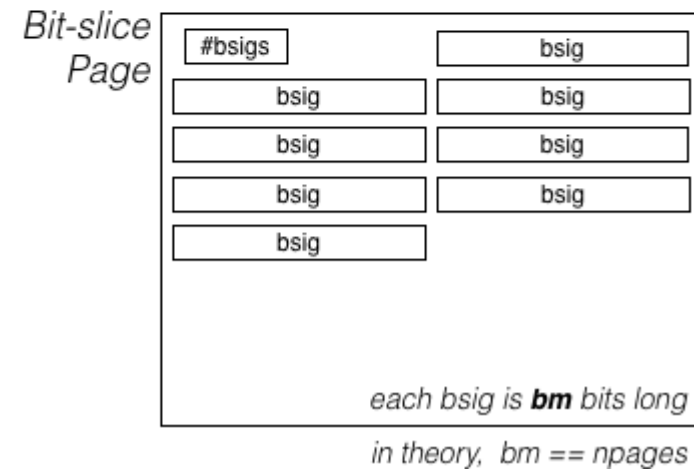 Bit-slice
Page
#bsigs
bsig
bsig
bsig
bsig
bsig
bsig
bsig
bsig
each bsig is bm bits long
in theory, bm == npages